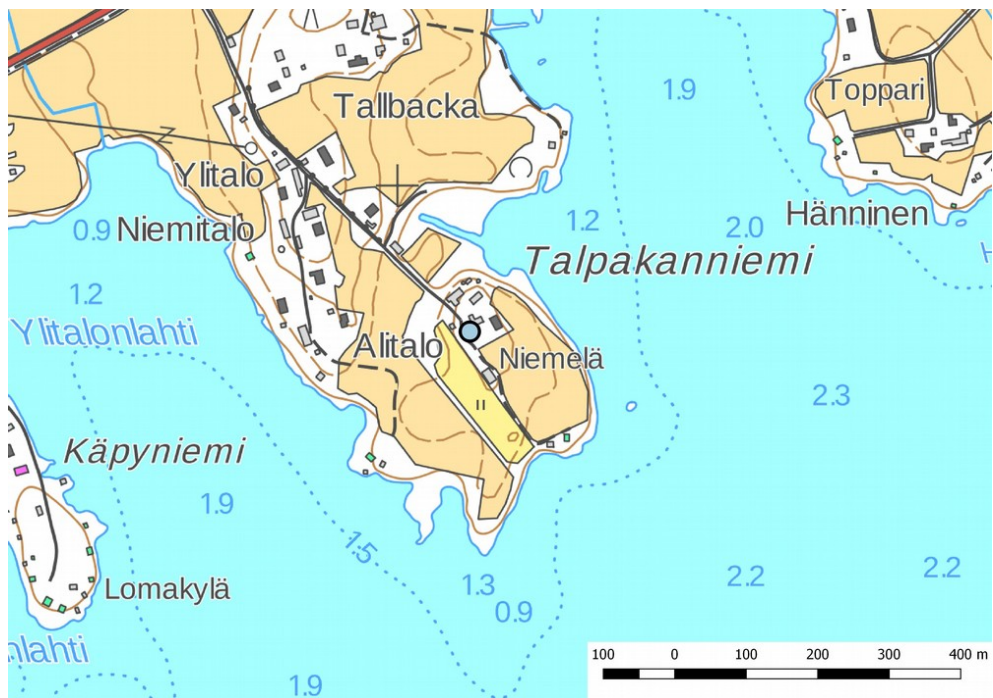 1.9
Toppari
Tallbacka
Ylitalo
Hänninen
1.2
2.0
0.9
Niemitalo
Talpakanniemi
1.2
Ylitalonlahti
Alitalo
Niemelä
2.3
Käpyniemi
1.9
1.5
2.2
2.2
Lomakylä
1.3
0.9
nlahti
1.9
100 0 100 200 300 400 m